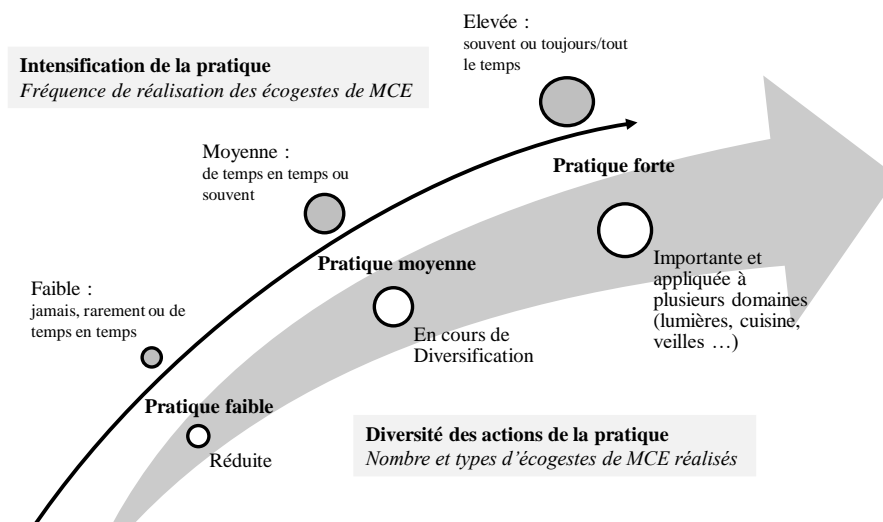 Elevée :
souvent ou toujours/tout
le temps
Intensification de la pratique
Fréquence de réalisation des écogestes de MCE
Moyenne :
de temps en temps ou
souvent
Pratique forte
Pratique moyenne
Importante et
appliquée à
plusieurs domaines
(lumières, cuisine,
veilles …)
Faible :
jamais, rarement ou de
temps en temps
En cours de
Diversification
Pratique faible
Réduite
Diversité des actions de la pratique
Nombre et types d’écogestes de MCE réalisés